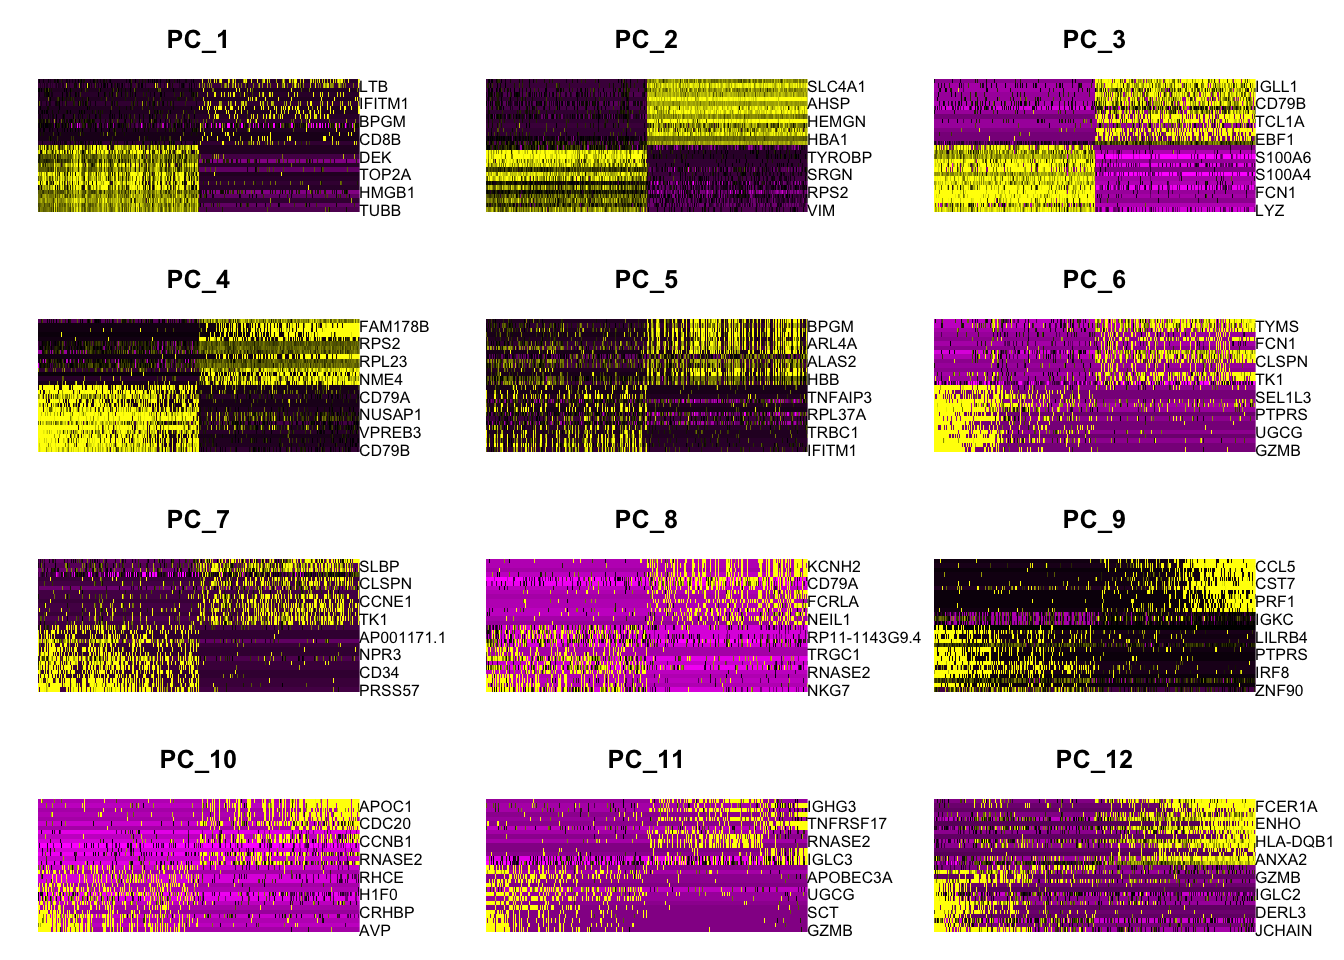 PC_1
LTB
IFITM1
BPGM
CD8B
DEK
TOP2A
HMGB1
TUBB
PC_2
SLC4A1
AHSP
HEMGN
HBA1
TYROBP
SRGN
RPS2
VIM
PC_3
IGLL1
CD79B
TCL1A
EBF1
S100A6
S100A4
FCN1
LYZ
PC_4
FAM178B
RPS2
RPL23
NME4
CD79A
NUSAP1
VPREB3
CD79B
PC_5
BPGM
ARL4A
ALAS2
HBB
TNFAIP3
RPL37A
TRBC1
IFITM1
PC_6
TYMS
FCN1
CLSPN
TK1
SEL1L3
PTPRS
UGCG
GZMB
PC_7
SLBP
CLSPN
CCNE1
TK1
AP001171.1
NPR3
CD34
PRSS57
PC_8
KCNH2
CD79A
FCRLA
NEIL1
RP11-1143G9.4
TRGC1
RNASE2
NKG7
PC_9
CCL5
CST7
PRF1
IGKC
LILRB4
PTPRS
IRF8
ZNF90
PC_10
APOC1
CDC20
CCNB1
RNASE2
RHCE
H1F0
CRHBP
AVP
PC_11
IGHG3
TNFRSF17
RNASE2
IGLC3
APOBEC3A
UGCG
SCT
GZMB
PC_12
FCER1A
ENHO
HLA-DQB1
ANXA2
GZMB
IGLC2
DERL3
JCHAIN